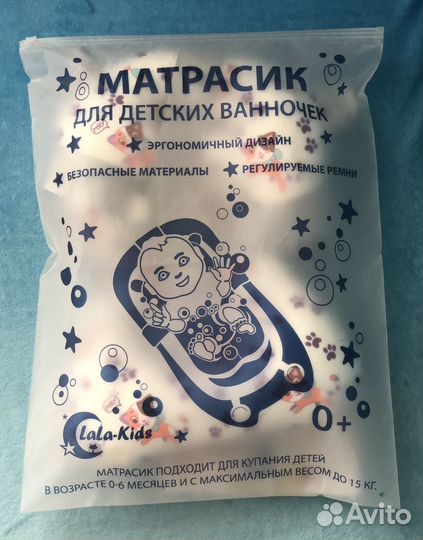 МАТРАСИК
ДЛЯ ДЕТСКИХ ВАННОЧЕК
ЭРГОНОМИЧНЫЙ ДИЗАЙН
БЕЗОПАСНЫЕ МАТЕРИАЛЫ
РЕГУЛИРУЕМЫЕ РЕМНИ
0+
LaLa-Kids
МАТРАСИК ПОДХОДИТ ДЛЯ КУПАНИЯ ДЕТЕЙ
В ВОЗРАСТЕ 0-6 МЕСЯЦЕВ И С МАКСИМАЛЬНЫМ ВЕСОМ ДО 15 КГ.
Avito